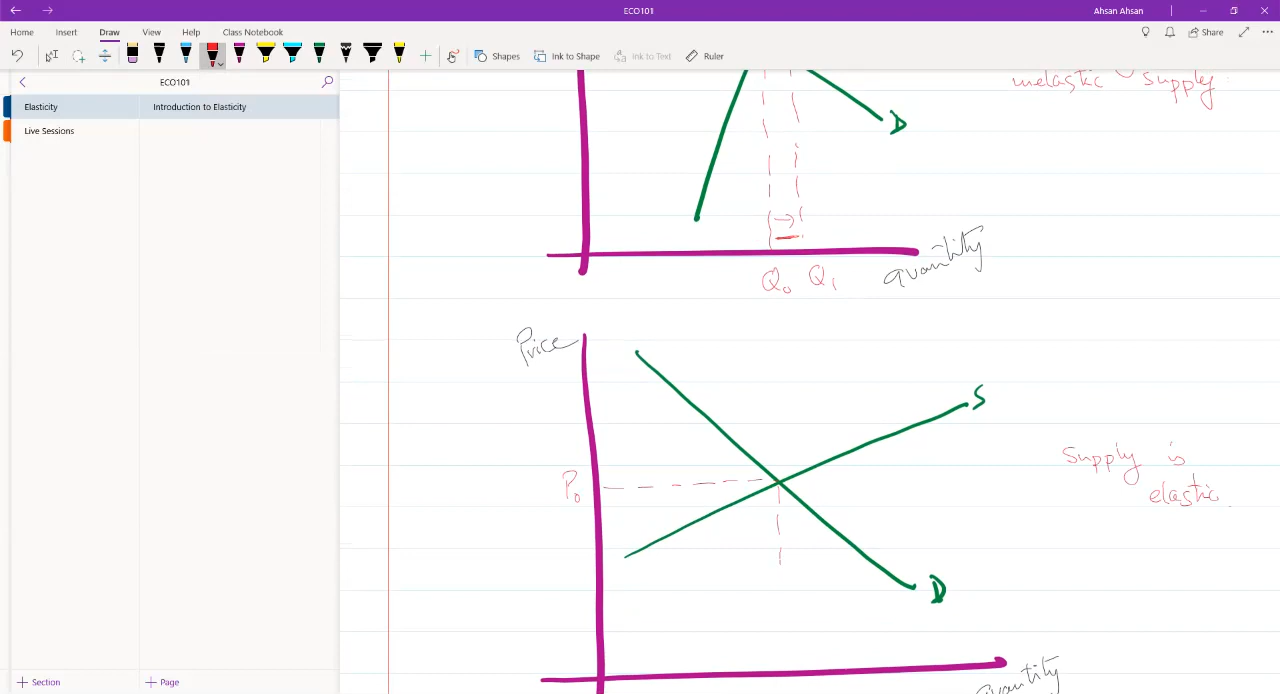 ECO101
Ahsan Ahsan
Home Insert Draw View Help Class Notebook
Share
Shapes
Ink to Shape
Ink to Text
Ruler
ECO101
Elasticity
Introduction to Elasticity
Live Sessions
inelastic supply
D
Q₀ Q₁
quantity
Price
S
P₀
Supply is
elastic.
D
quantity
+ Section
+ Page